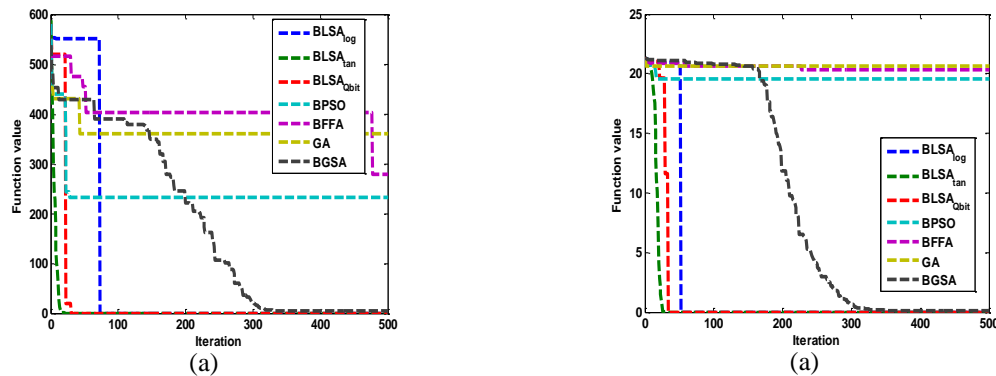 600
500
400
300
200
100
0
Function value
0 100 200 300 400 500
Iteration
BLSAlog
BLSAtan
BLSAQbit
BPSO
BFFA
GA
BGSA
(a)
25
20
15
10
5
0
Function value
0 100 200 300 400 500
Iteration
BLSAlog
BLSAtan
BLSAQbit
BPSO
BFFA
GA
BGSA
(a)